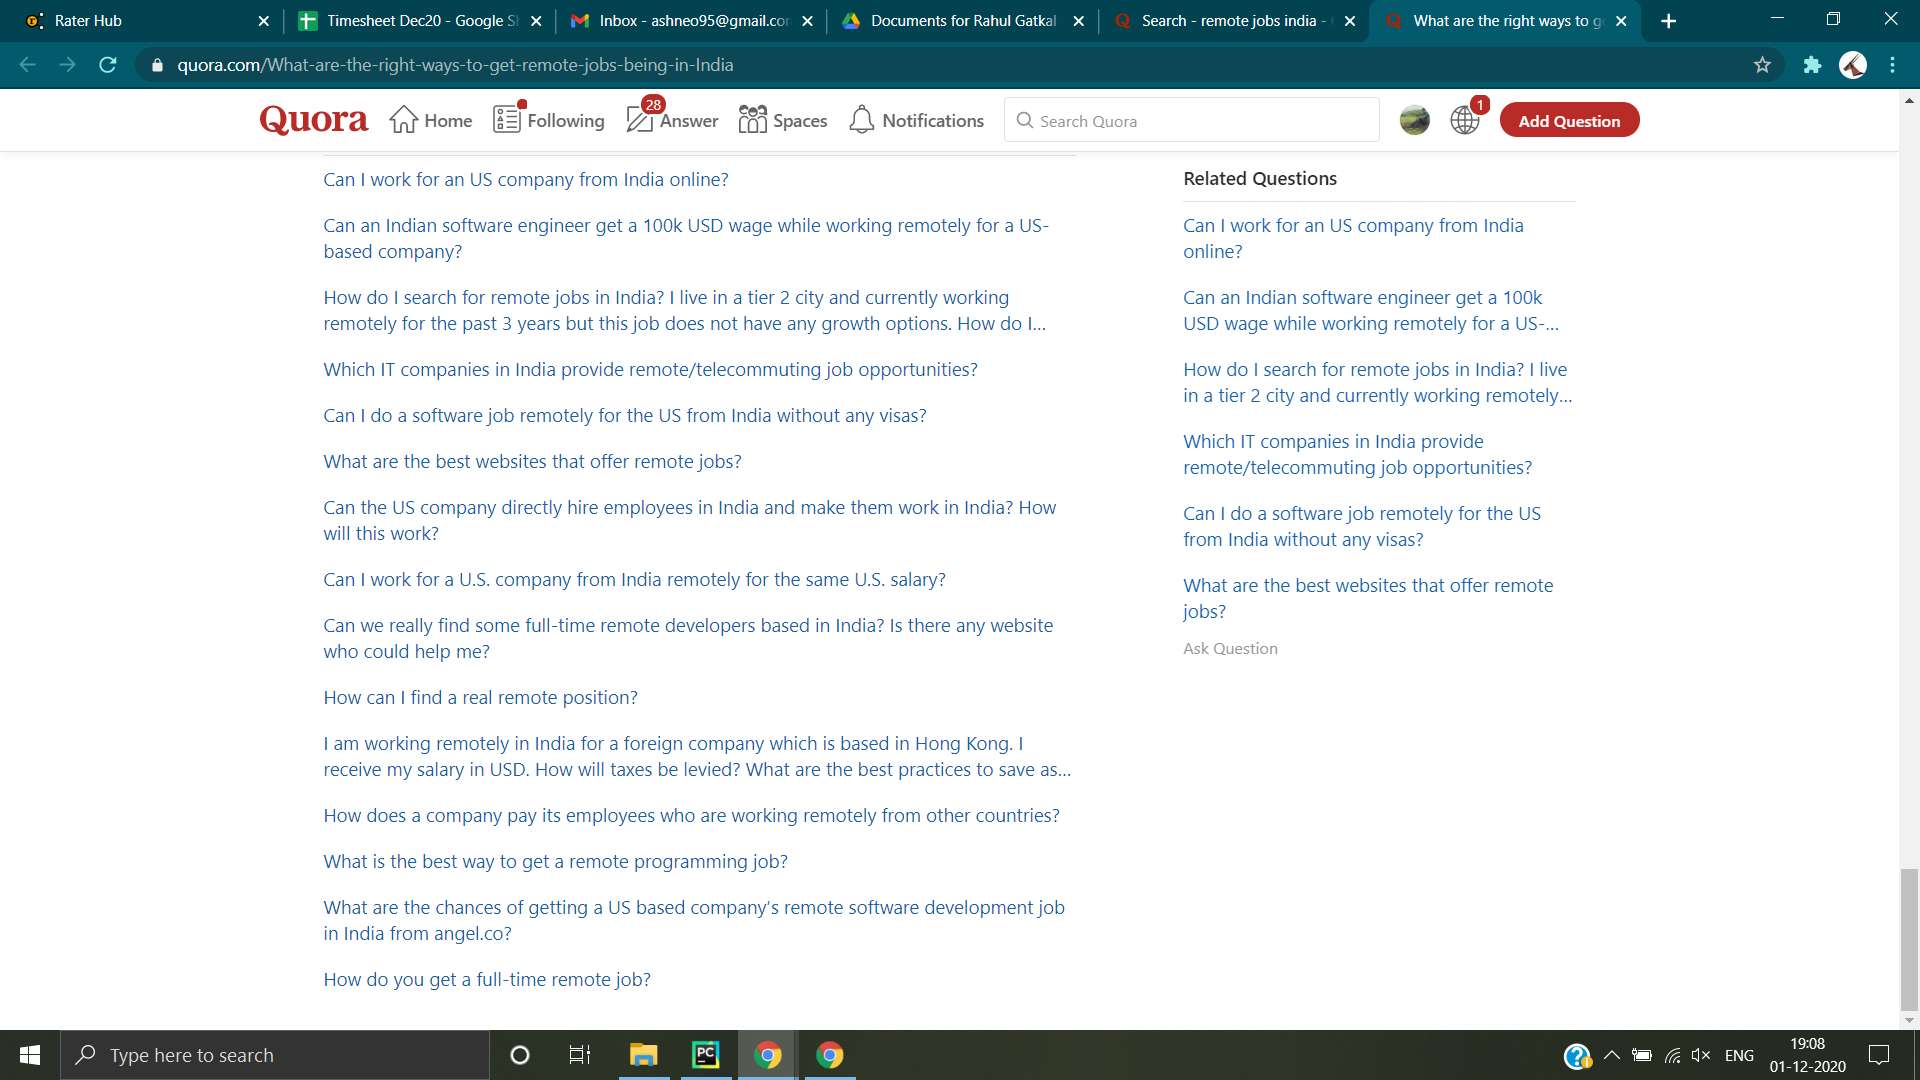 Rater Hub
Timesheet Dec20 - Google S
Inbox - ashneo95@gmail.co
Documents for Rahul Gatkal
Search - remote jobs india -
What are the right ways to g
quora.com/What-are-the-right-ways-to-get-remote-jobs-being-in-India
Quora
Home
Following
28
Answer
Spaces
Notifications
Search Quora
1
Add Question
Can I work for an US company from India online?
Can an Indian software engineer get a 100k USD wage while working remotely for a US-
based company?
How do I search for remote jobs in India? I live in a tier 2 city and currently working
remotely for the past 3 years but this job does not have any growth options. How do I...
Which IT companies in India provide remote/telecommuting job opportunities?
Can I do a software job remotely for the US from India without any visas?
What are the best websites that offer remote jobs?
Can the US company directly hire employees in India and make them work in India? How
will this work?
Can I work for a U.S. company from India remotely for the same U.S. salary?
Can we really find some full-time remote developers based in India? Is there any website
who could help me?
How can I find a real remote position?
I am working remotely in India for a foreign company which is based in Hong Kong. I
receive my salary in USD. How will taxes be levied? What are the best practices to save as...
How does a company pay its employees who are working remotely from other countries?
What is the best way to get a remote programming job?
What are the chances of getting a US based company's remote software development job
in India from angel.co?
How do you get a full-time remote job?
Related Questions
Can I work for an US company from India
online?
Can an Indian software engineer get a 100k
USD wage while working remotely for a US-...
How do I search for remote jobs in India? I live
in a tier 2 city and currently working remotely...
Which IT companies in India provide
remote/telecommuting job opportunities?
Can I do a software job remotely for the US
from India without any visas?
What are the best websites that offer remote
jobs?
Ask Question
Type here to search
PC
ENG
19:08
01-12-2020